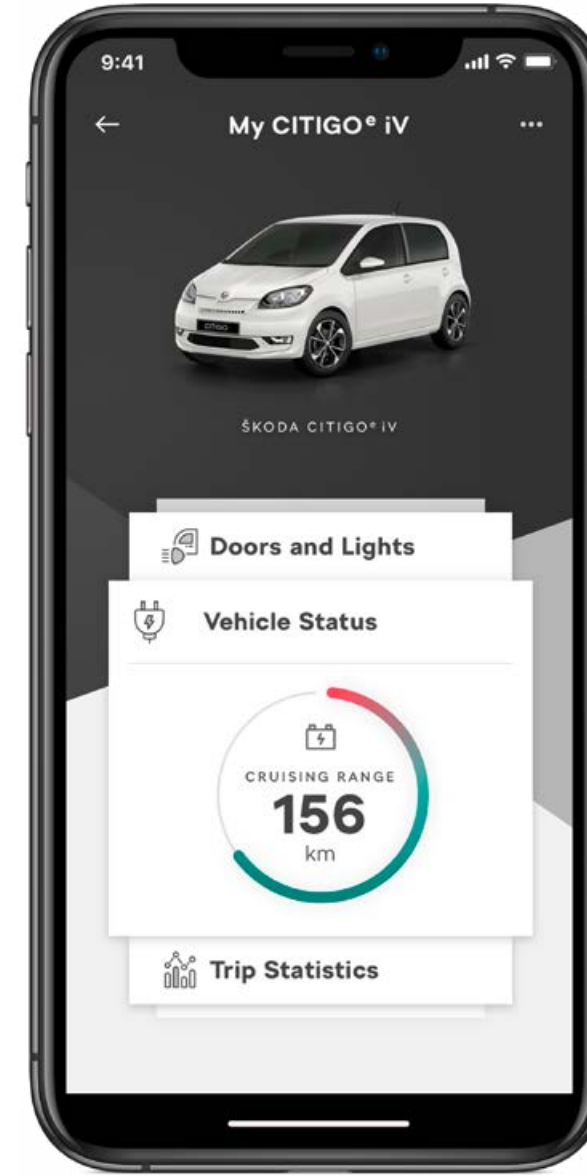 9:41
My CITIGOᵉ iV
CITIGO
ŠKODA CITIGOᵉ iV
Doors and Lights
Vehicle Status
CRUISING RANGE
156
km
Trip Statistics